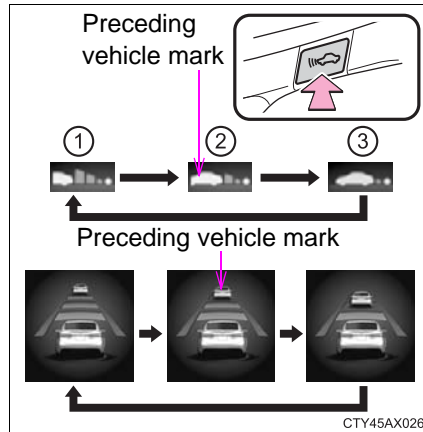 Preceding
vehicle mark
1 2 3
Preceding vehicle mark
CTY45AX026